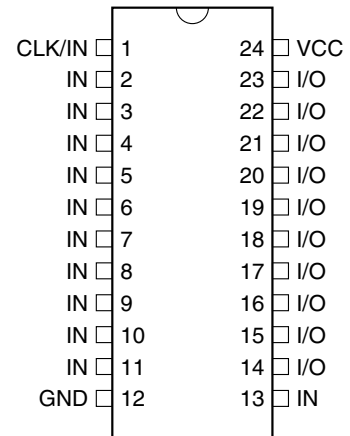 CLK/IN 1 24 VCC
IN 2 23 I/O
IN 3 22 I/O
IN 4 21 I/O
IN 5 20 I/O
IN 6 19 I/O
IN 7 18 I/O
IN 8 17 I/O
IN 9 16 I/O
IN 10 15 I/O
IN 11 14 I/O
GND 12 13 IN